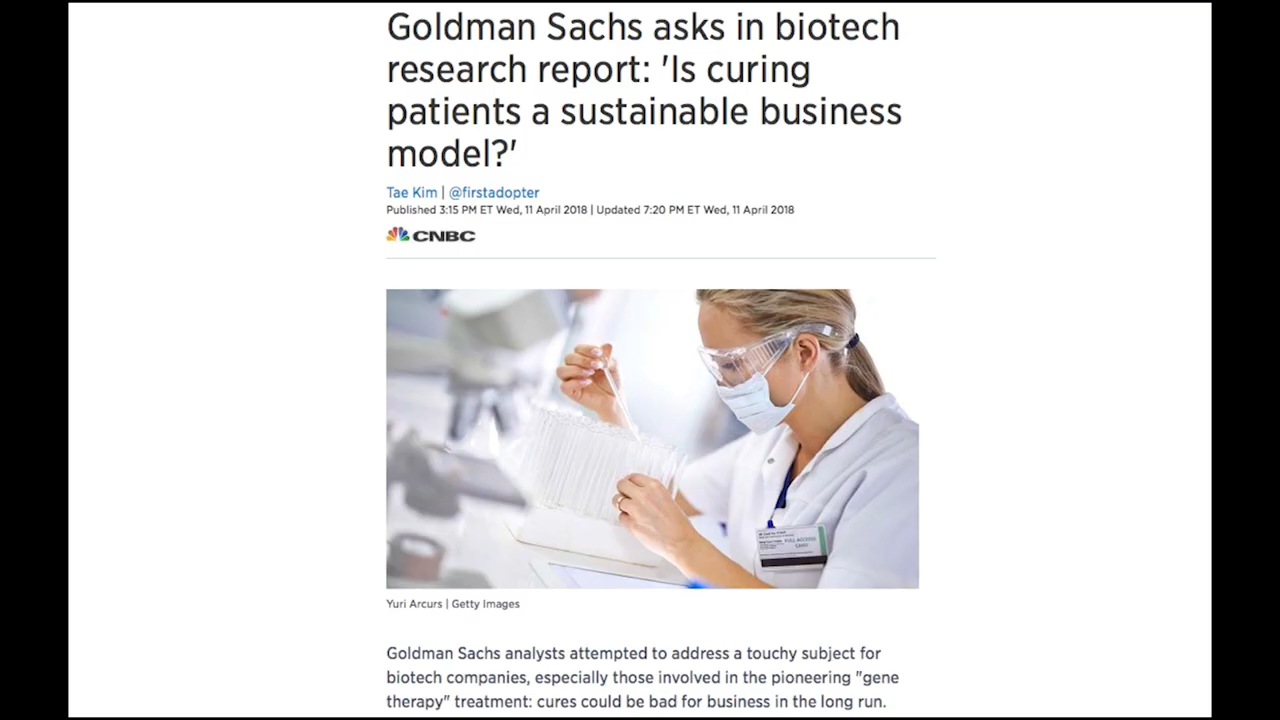 Goldman Sachs asks in biotech
research report: 'Is curing
patients a sustainable business
model?'
Tae Kim | @firstadopter
Published 3:15 PM ET Wed, 11 April 2018 | Updated 7:20 PM ET Wed, 11 April 2018
CNBC
FULL ACCESS
CARD
Yuri Arcurs | Getty Images
Goldman Sachs analysts attempted to address a touchy subject for
biotech companies, especially those involved in the pioneering "gene
therapy" treatment: cures could be bad for business in the long run.